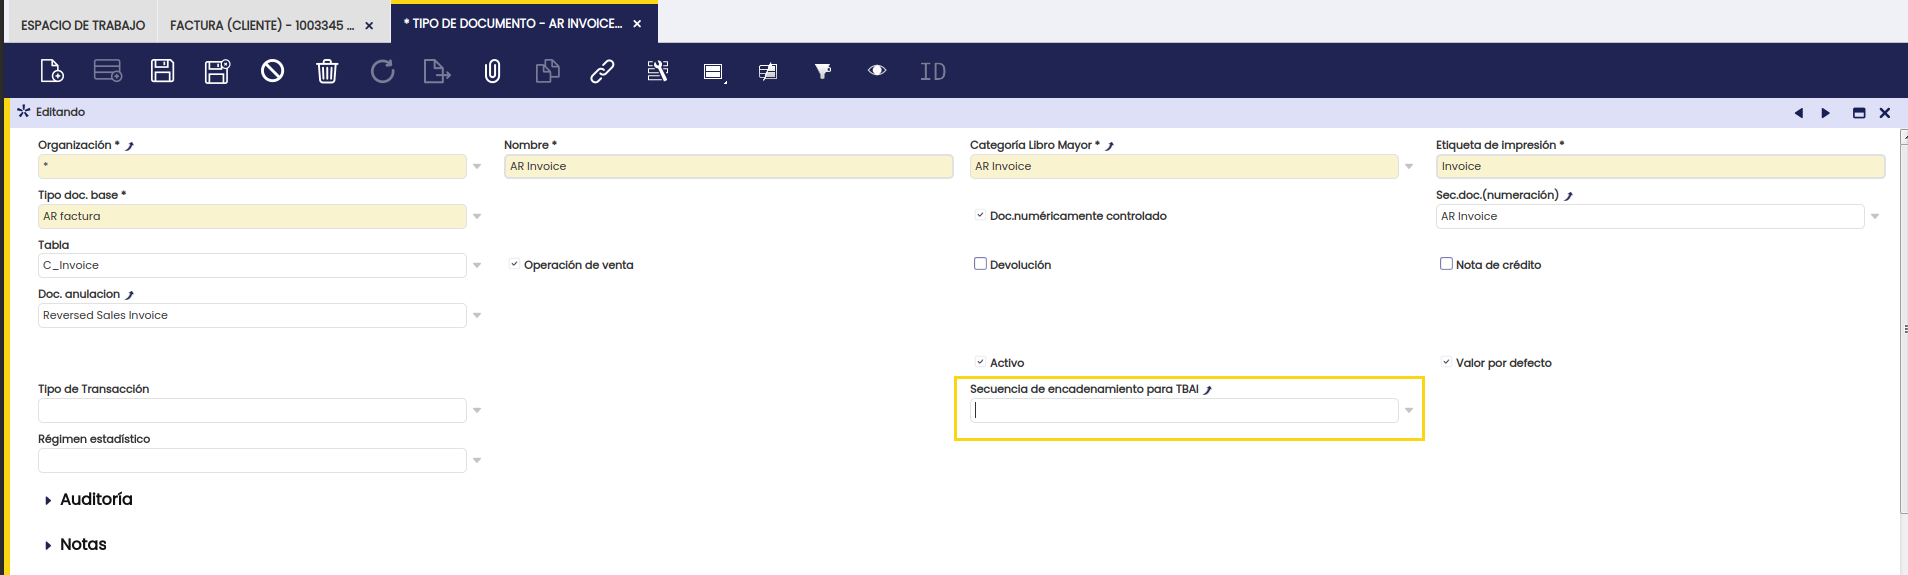 ESPACIO DE TRABAJO
FACTURA (CLIENTE) - 1003345 ...
* TIPO DE DOCUMENTO - AR INVOICE...
ID
Editando
Organización *
Nombre *
Categoría Libro Mayor *
Etiqueta de impresión *
*
AR Invoice
AR Invoice
Invoice
Tipo doc. base *
Sec.doc.(numeración)
AR factura
Doc.numéricamente controlado
AR Invoice
Tabla
C_Invoice
Operación de venta
Devolución
Nota de crédito
Doc. anulacion
Reversed Sales Invoice
Activo
Valor por defecto
Tipo de Transacción
Secuencia de encadenamiento para TBAI
Régimen estadístico
Auditoría
Notas